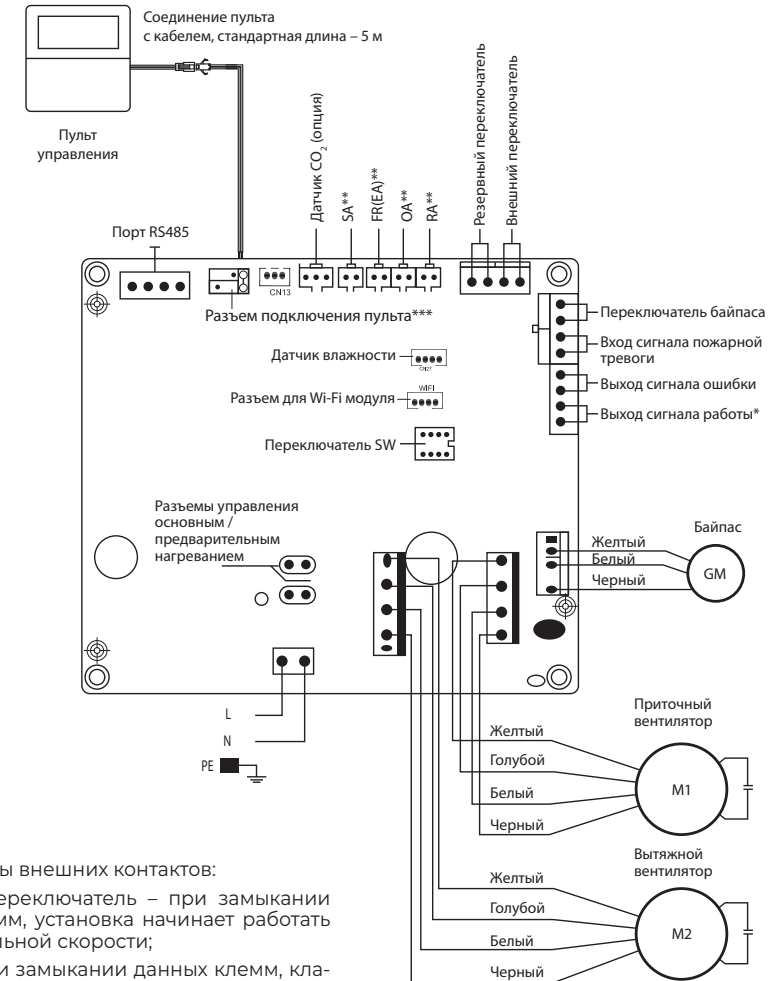 Соединение пульта
с кабелем, стандартная длина – 5 м
Пульт
управления
Датчик CO2 (опция)
SA**
FR(EA)**
OA**
RA**
Резервный переключатель
Внешний переключатель
Порт RS485
CN13
Разъем подключения пульта***
Датчик влажности
CN27
WIFI
Разъем для Wi-Fi модуля
Переключатель SW
Переключатель байпаса
Вход сигнала пожарной
тревоги
Выход сигнала ошибки
Выход сигнала работы*
Разъемы управления
основным /
предварительным
нагреванием
Байпас
Желтый
Белый
Черный
GM
L
N
PE
Приточный
вентилятор
Желтый
Голубой
Белый
Черный
M1
Вытяжной
вентилятор
Желтый
Голубой
Белый
Черный
M2
ы внешних контактов:
ереключатель – при замыкании
мм, установка начинает работать
льной скорости;
и замыкании данных клемм, кла-